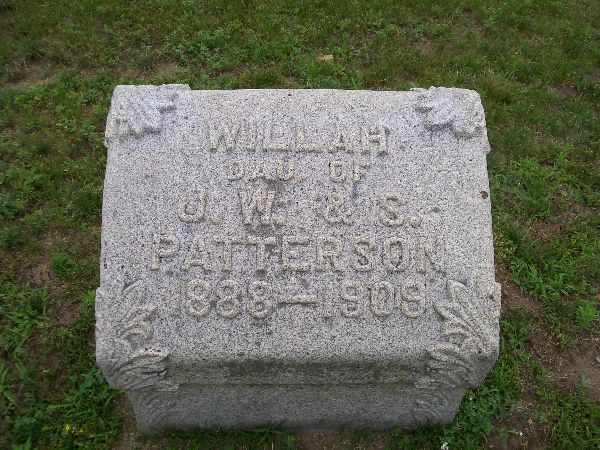 WILLAH
DAU. OF
J. W. & S.
PATTERSON
1888—1909